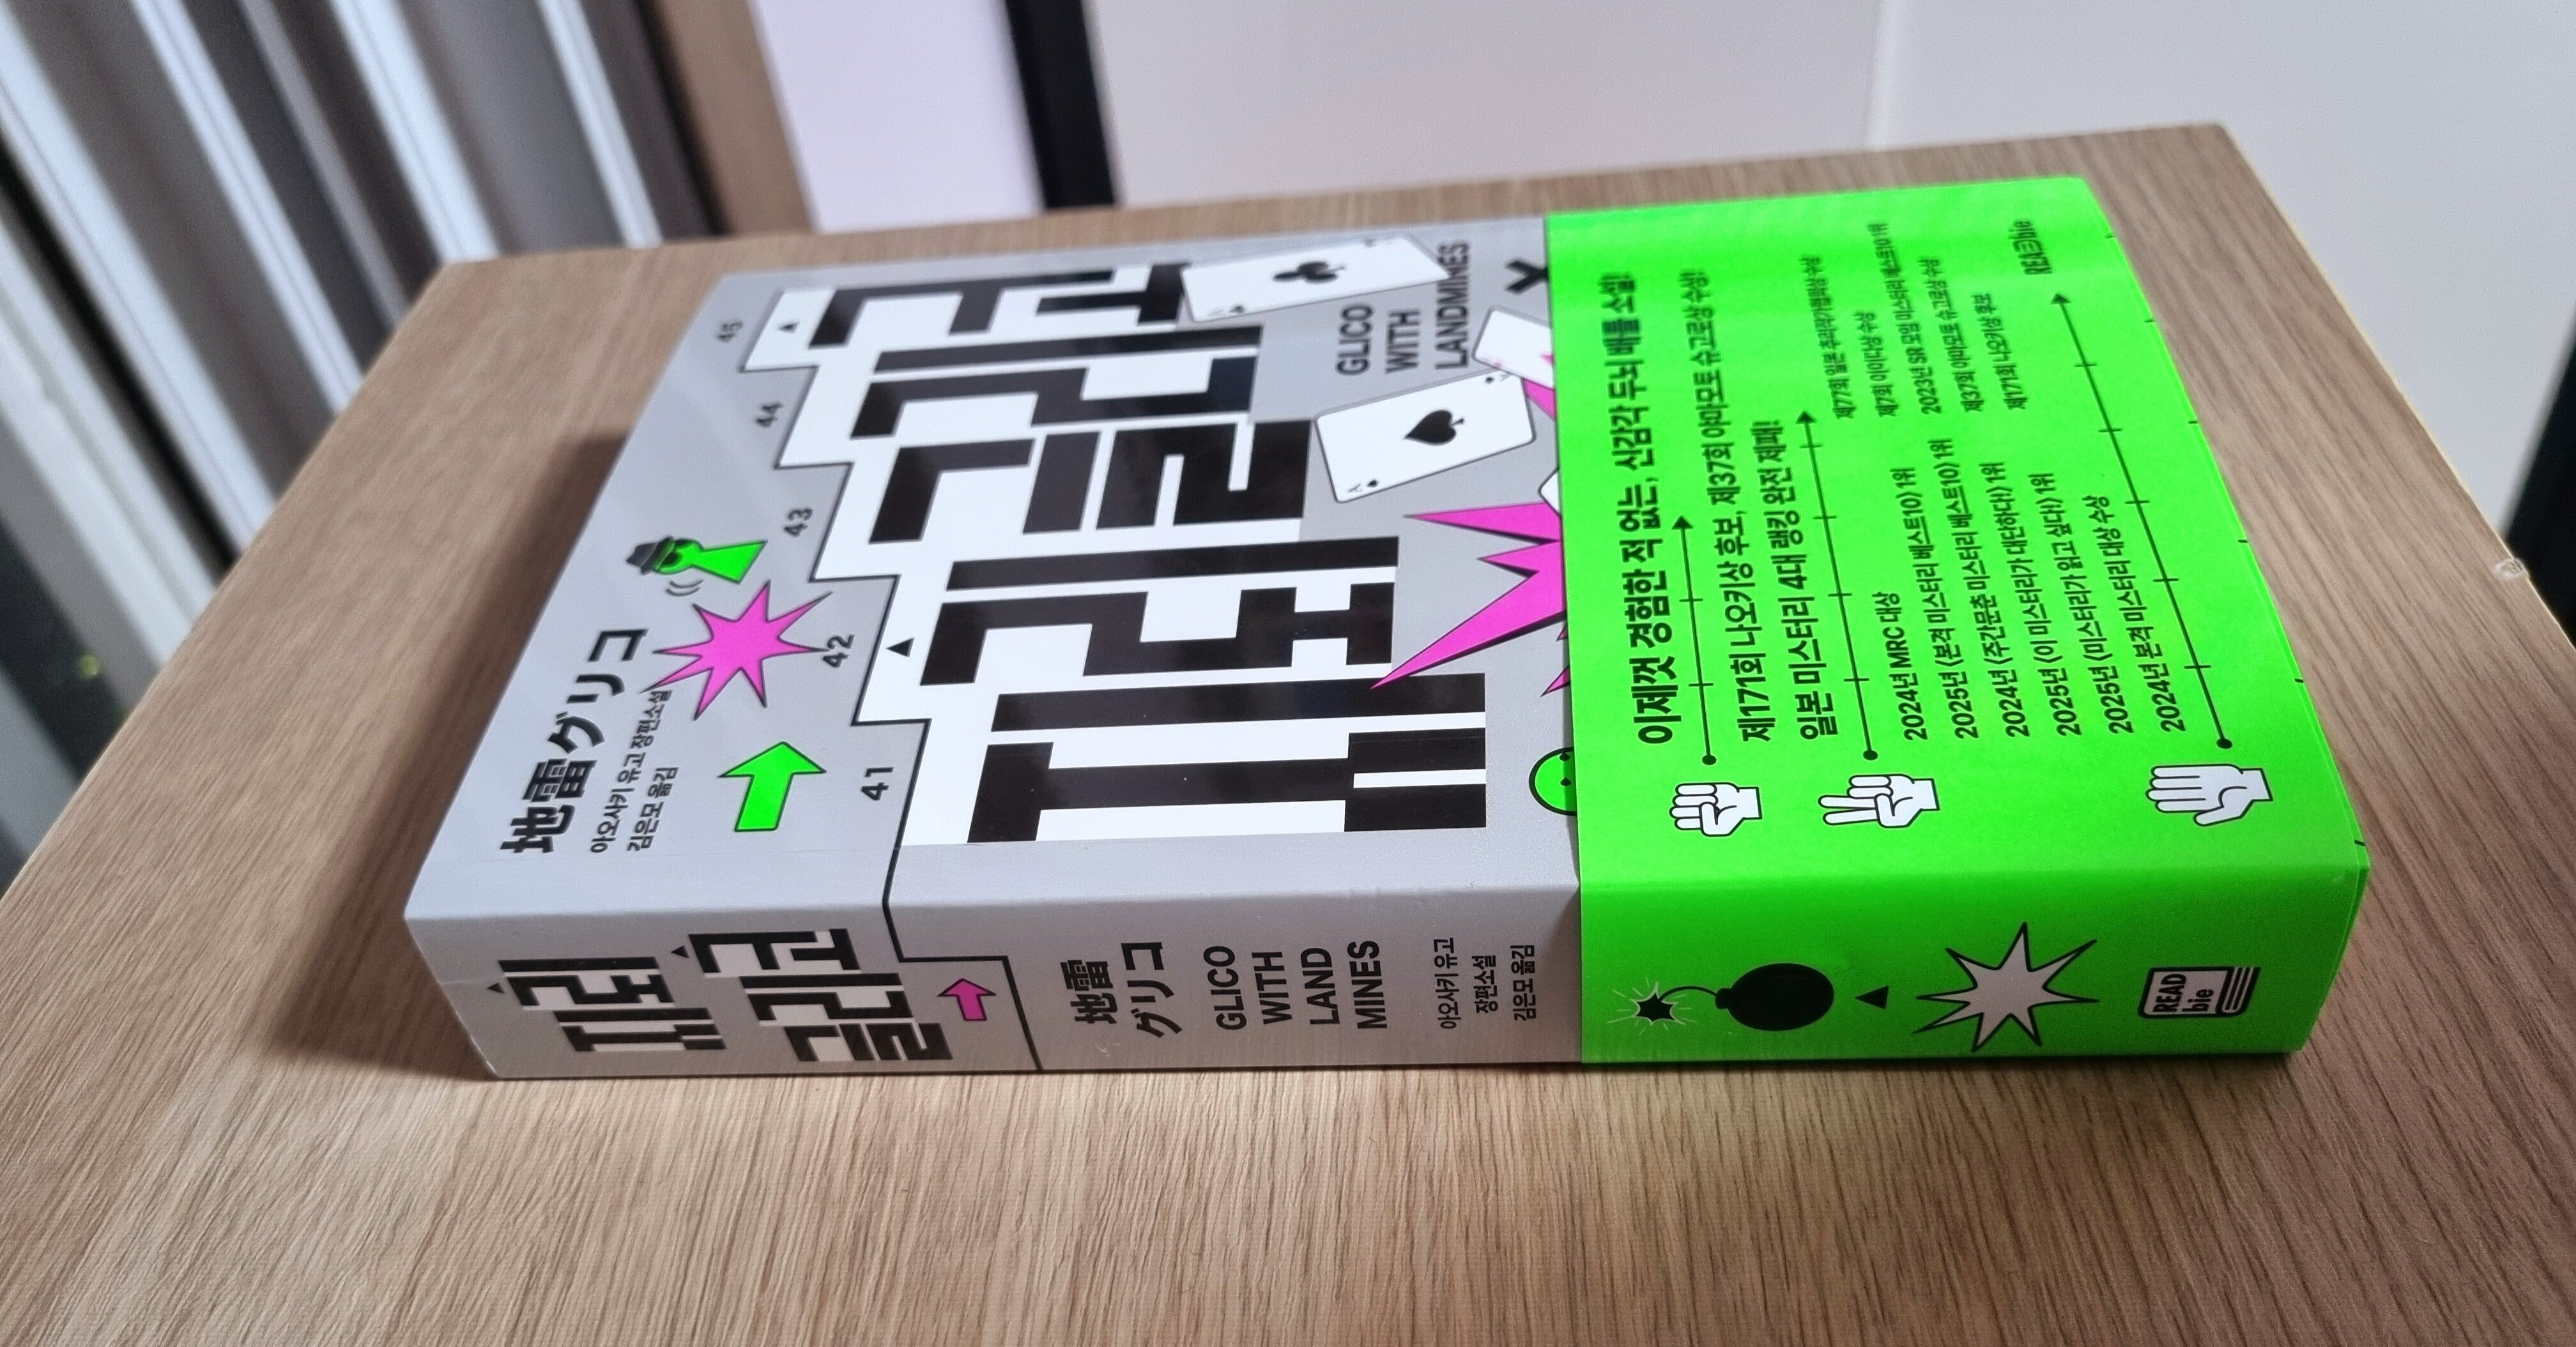 地雷グリコ
아오사키 유고 장편소설
김은모 옮김
41
42
43
44
45
지뢰
글리코
GLICO
WITH
LANDMINES
A
A
이제껏 경험한 적 없는, 신감각 두뇌 배틀 소설!
제171회 나오키상 후보, 제37회 야마모토 슈고로상 수상!
일본 미스터리 4대 랭킹 완전 제패!
2024년 MRC 대상
2025년 〈본격 미스터리 베스트10〉 1위
2024년 〈주간문춘 미스터리 베스트10〉 1위
2025년 〈이 미스터리가 대단하다!〉 1위
2025년 〈미스터리가 읽고 싶다!〉 1위
2024년 본격 미스터리 대상 수상
제77회 일본 추리작가협회상 수상
2023년 SR 모임 미스터리 베스트10 1위
제37회 야마모토 슈고로상 수상
제171회 나오키상 후보
READbie
지뢰
글리코
地雷
グリコ
GLICO
WITH
LAND
MINES
아오사키 유고
장편소설
김은모 옮김
READ
bie